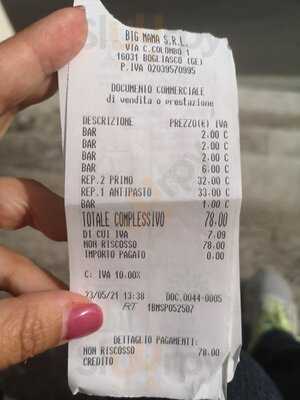 BIG MAMA S.R.L.
VIA C.COLOMBO 1
16031 BOGLIASCO (GE)
P.IVA 02039570995
DOCUMENTO COMMERCIALE
di vendita o prestazione
DESCRIZIONE PREZZO(€) IVA
BAR 2.00 C
BAR 2.00 C
BAR 2.00 C
BAR 6.00 C
REP.2 PRIMO 32.00 C
REP.1 ANTIPASTO 33.00 C
BAR 1.00 C
TOTALE COMPLESSIVO 78.00
DI CUI IVA 7.09
NON RISCOSSO 78.00
IMPORTO PAGATO 0.00
C: IVA 10.00%
23/05/21 13:38 DOC.0044-0005
RT 1BNSP052507
DETTAGLIO PAGAMENTI:
NON RISCOSSO 78.00
CREDITO